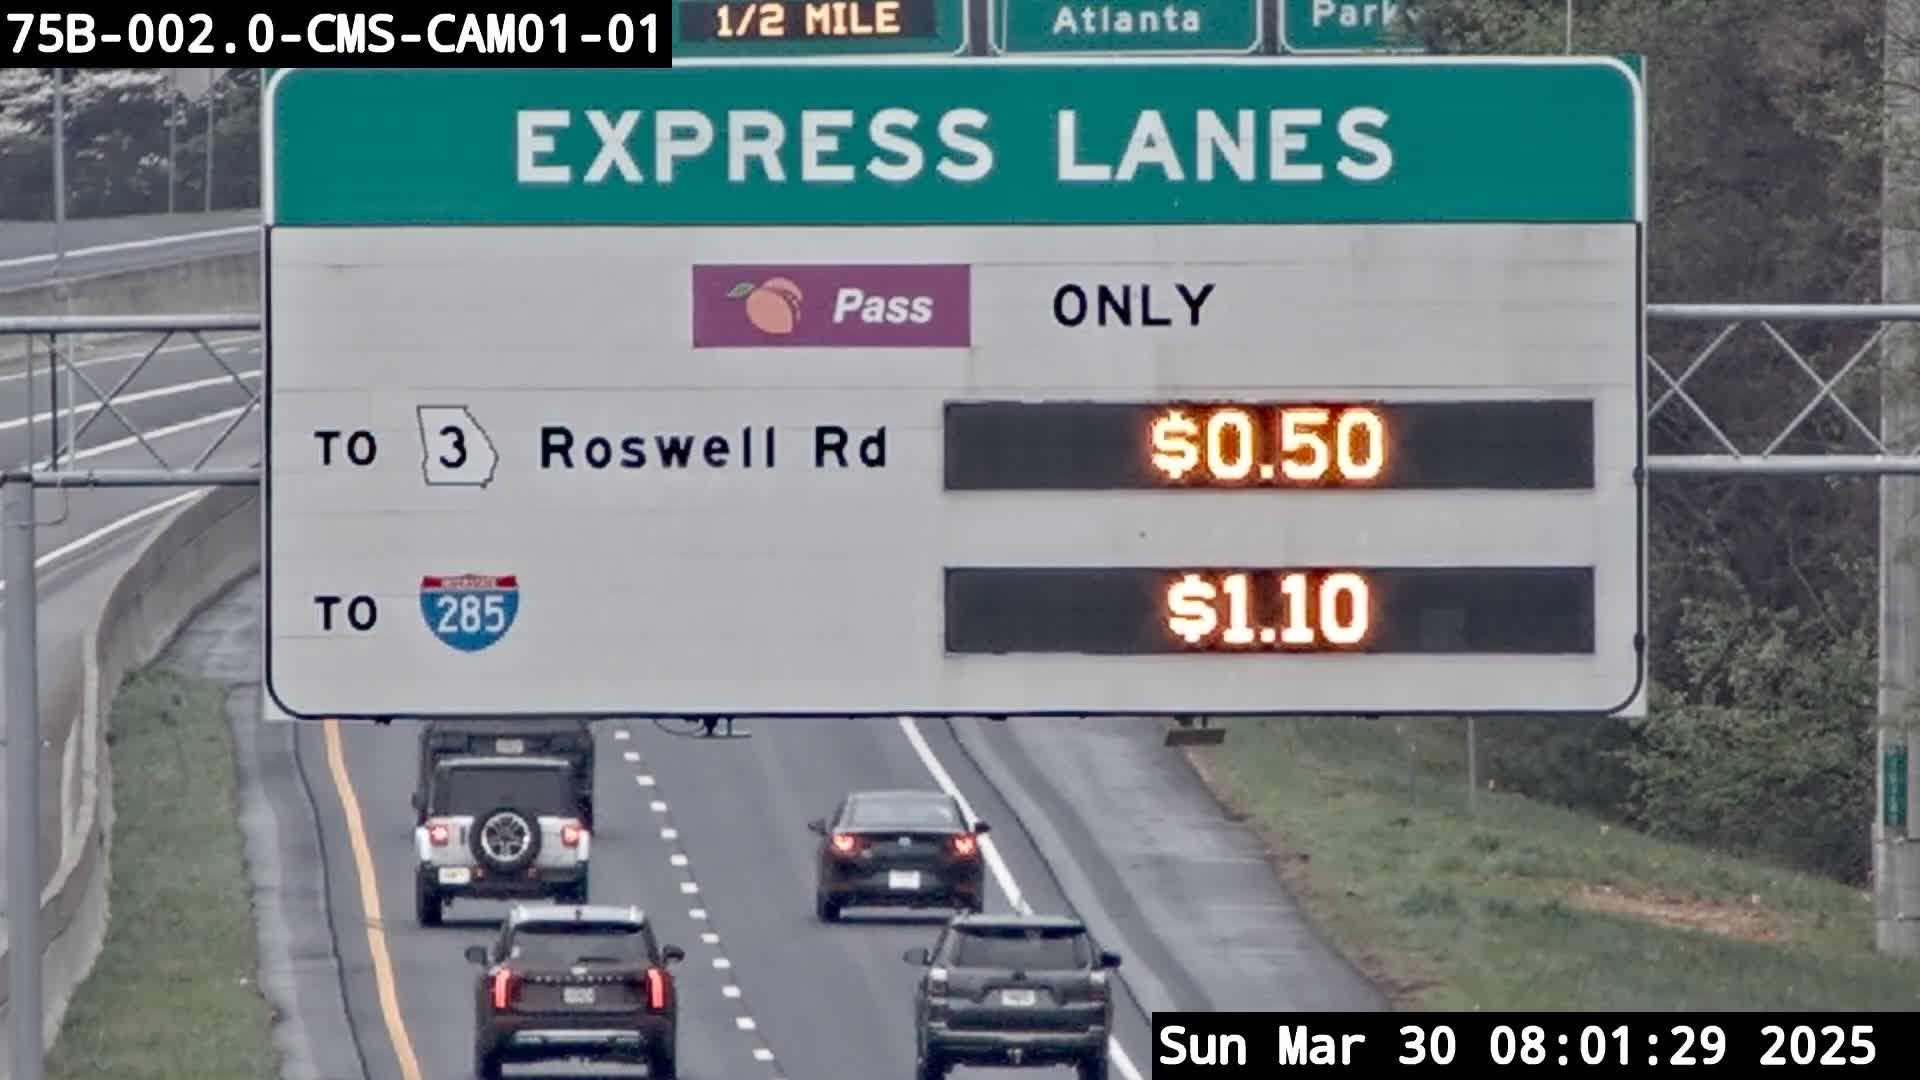 75B-002.0-CMS-CAM01-01
1/2 MILE
Atlanta
EXPRESS LANES
Pass ONLY
TO 3 Roswell Rd $0.50
INTERSTATE
TO 285 $1.10
Sun Mar 30 08:01:29 2025